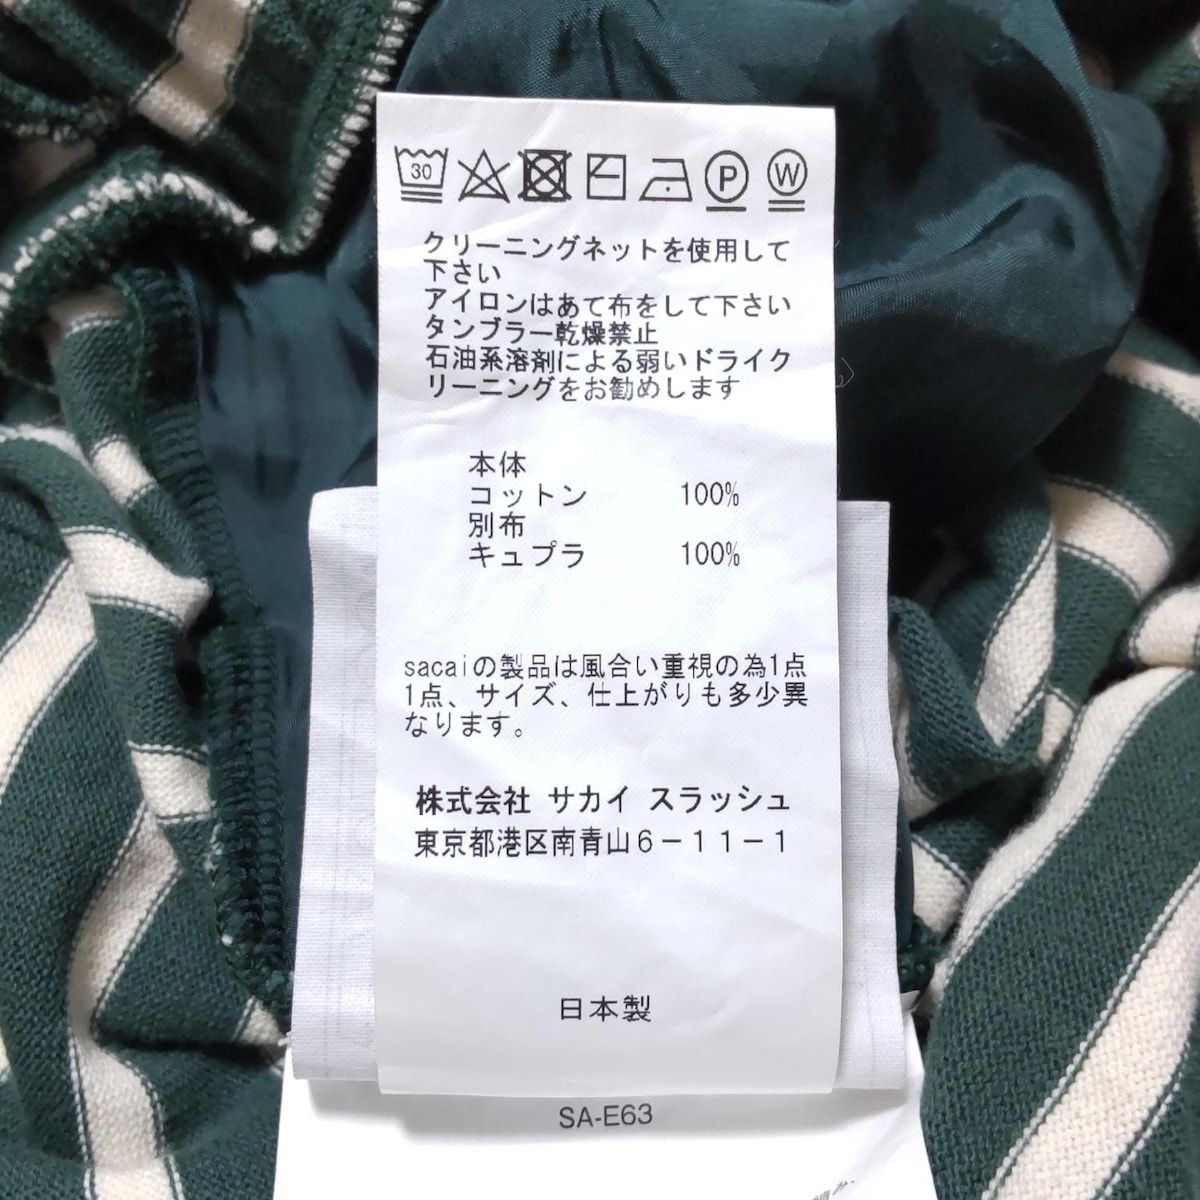 30
P
W
クリーニングネットを使用して
下さい
アイロンはあて布をして下さい
タンブラー乾燥禁止
石油系溶剤による弱いドライク
リーニングをお勧めします
本体
コットン 100%
別布
キュプラ 100%
sacaiの製品は風合い重視の為1点
1点、サイズ、仕上がりも多少異
なります。
株式会社 サカイ スラッシュ
東京都港区南青山6-11-1
日本製
SA-E63